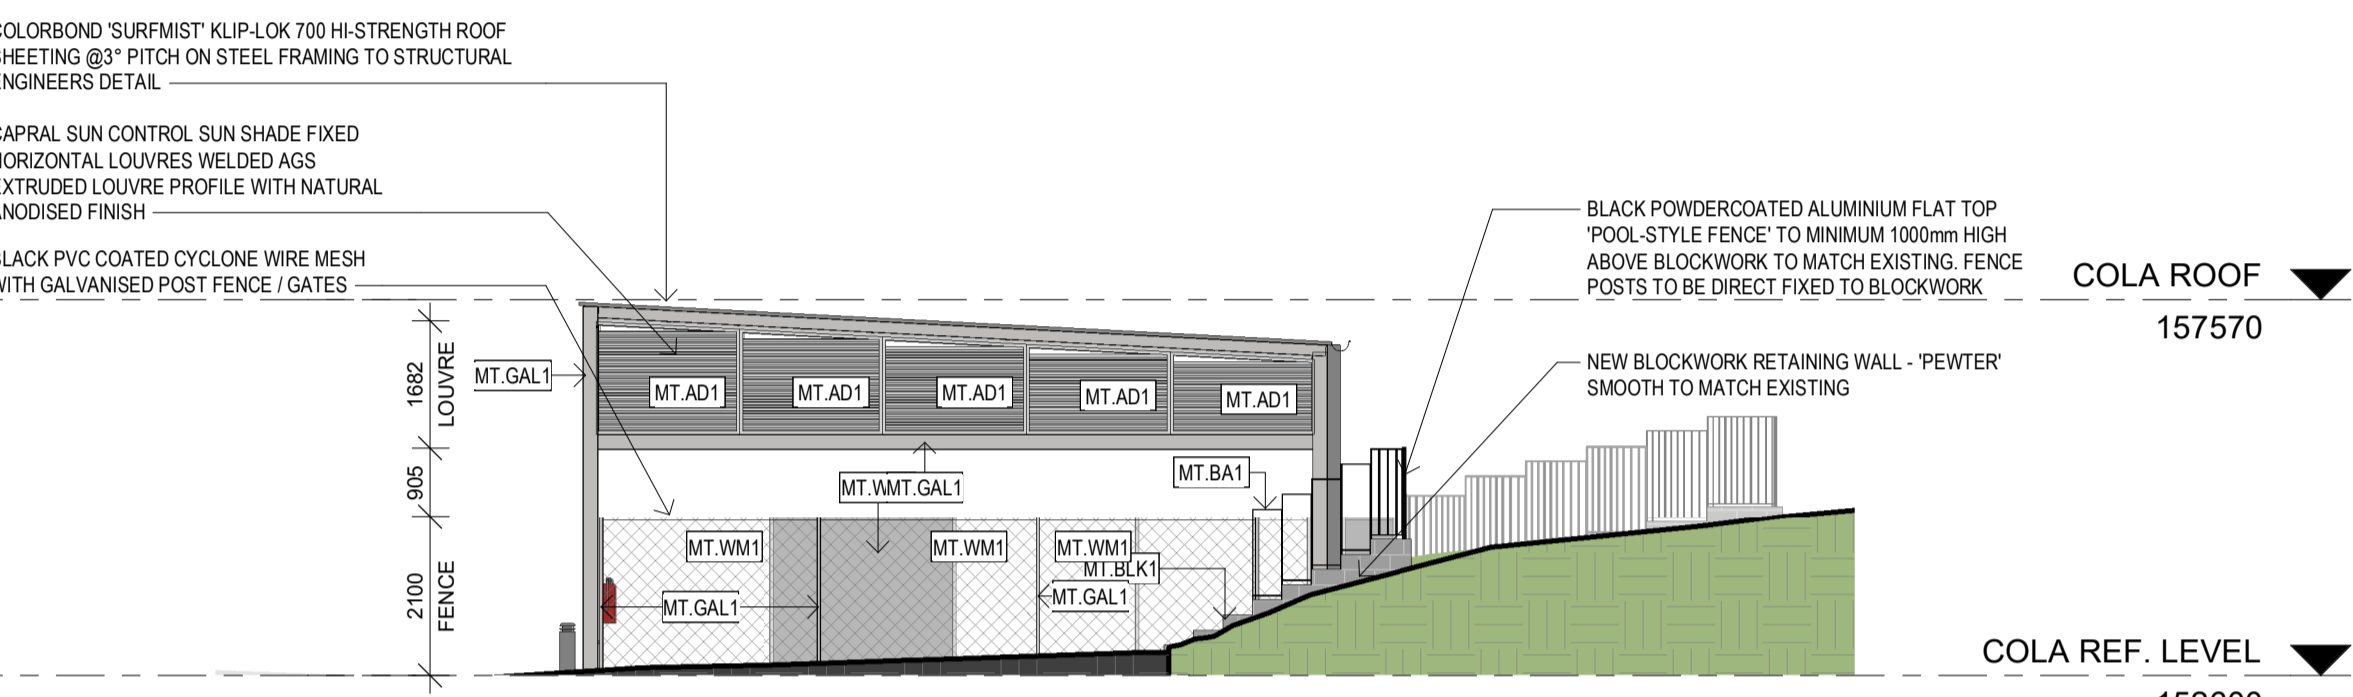 COLORBOND 'SURFMIST' KLIP-LOK 700 HI-STRENGTH ROOF
SHEETING @3° PITCH ON STEEL FRAMING TO STRUCTURAL
ENGINEERS DETAIL
CAPRAL SUN CONTROL SUN SHADE FIXED
HORIZONTAL LOUVRES WELDED AGS
EXTRUDED LOUVRE PROFILE WITH NATURAL
ANODISED FINISH
BLACK PVC COATED CYCLONE WIRE MESH
WITH GALVANISED POST FENCE / GATES
BLACK POWDERCOATED ALUMINIUM FLAT TOP
'POOL-STYLE FENCE' TO MINIMUM 1000mm HIGH
ABOVE BLOCKWORK TO MATCH EXISTING. FENCE
POSTS TO BE DIRECT FIXED TO BLOCKWORK
COLA ROOF
157570
NEW BLOCKWORK RETAINING WALL - 'PEWTER'
SMOOTH TO MATCH EXISTING
1682
LOUVRE
905
2100
FENCE
MT.GAL1
MT.AD1
MT.AD1
MT.AD1
MT.AD1
MT.AD1
MT.GAL1
MT.BA1
MT.WM1
MT.WM1
MT.WM1
MT.BLK1
MT.GAL1
MT.GAL1
COLA REF. LEVEL